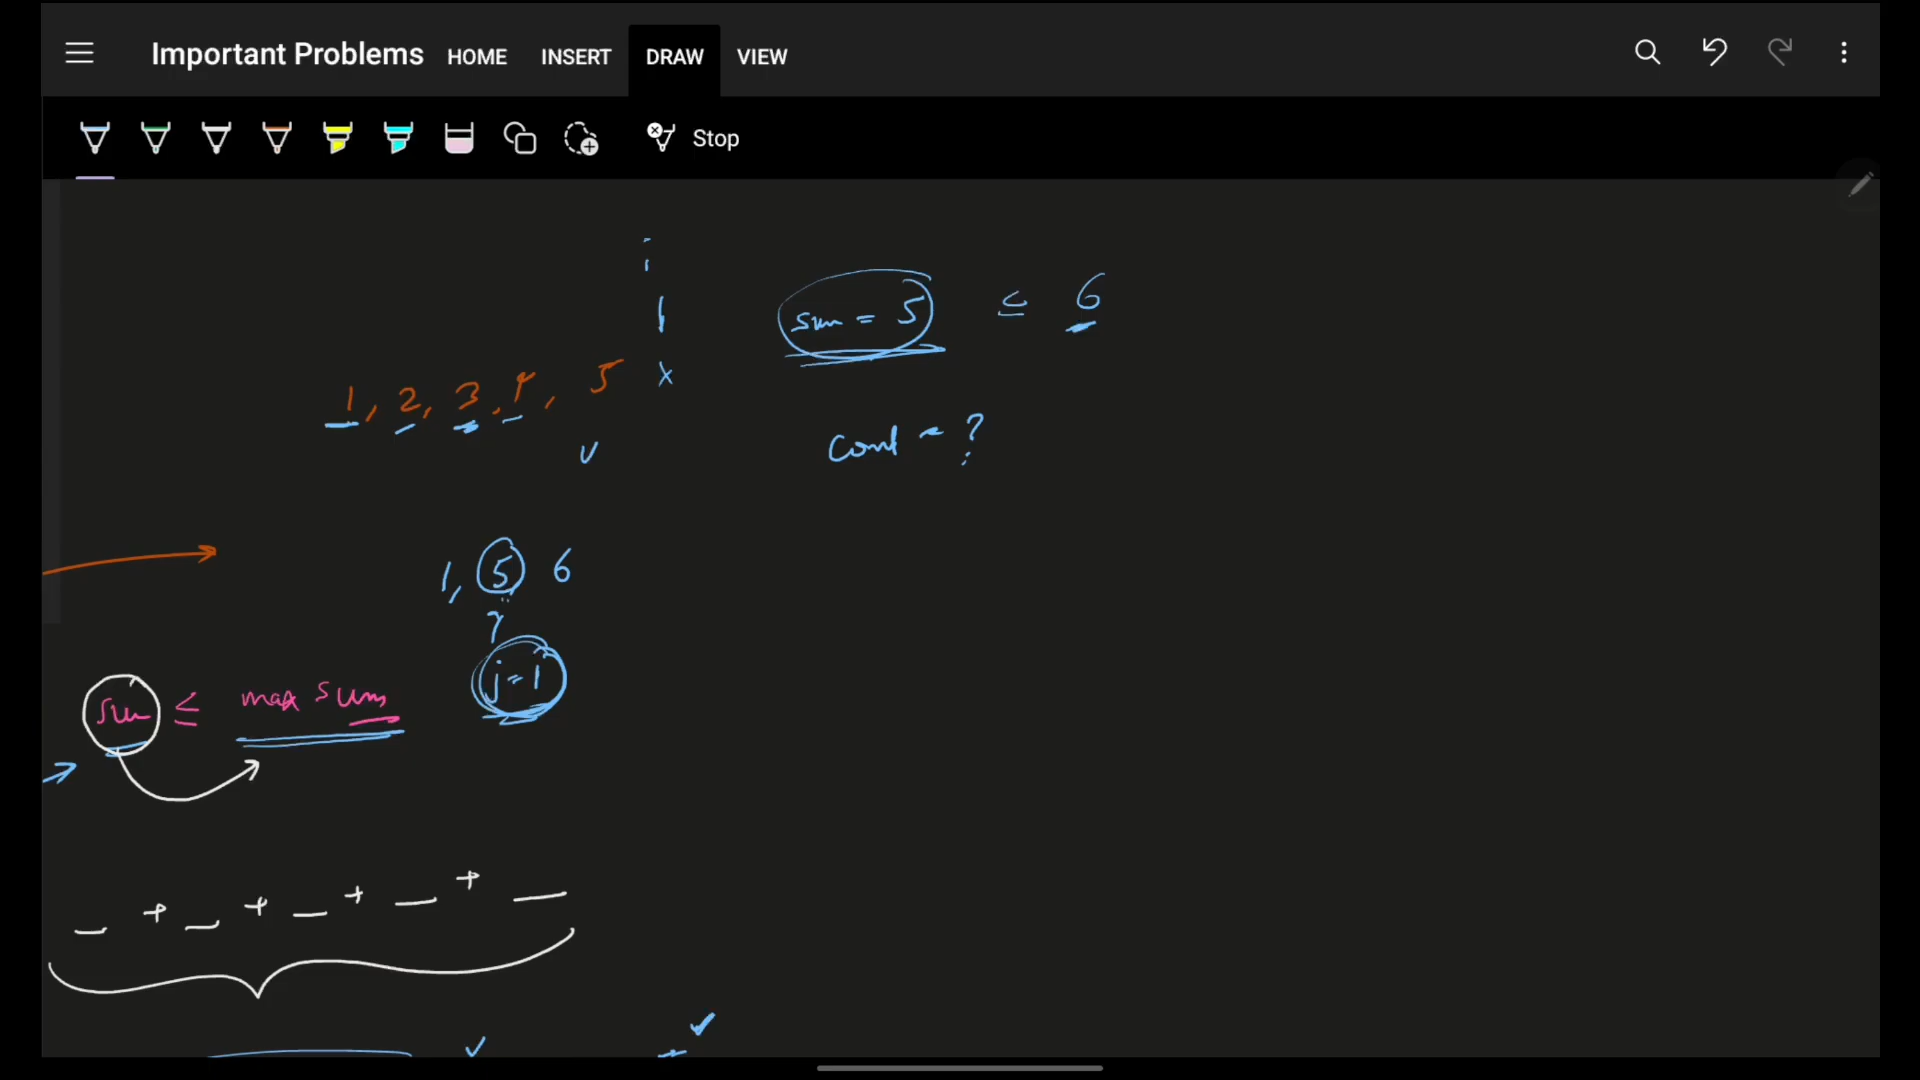 Important Problems HOME INSERT DRAW VIEW
Stop
i
sum = 5 ≤ 6
1, 2, 3, 4, 5 x
count = ?
1, 5 6
j = 1
sum ≤ max sum
_ + _ + _ + _ + _